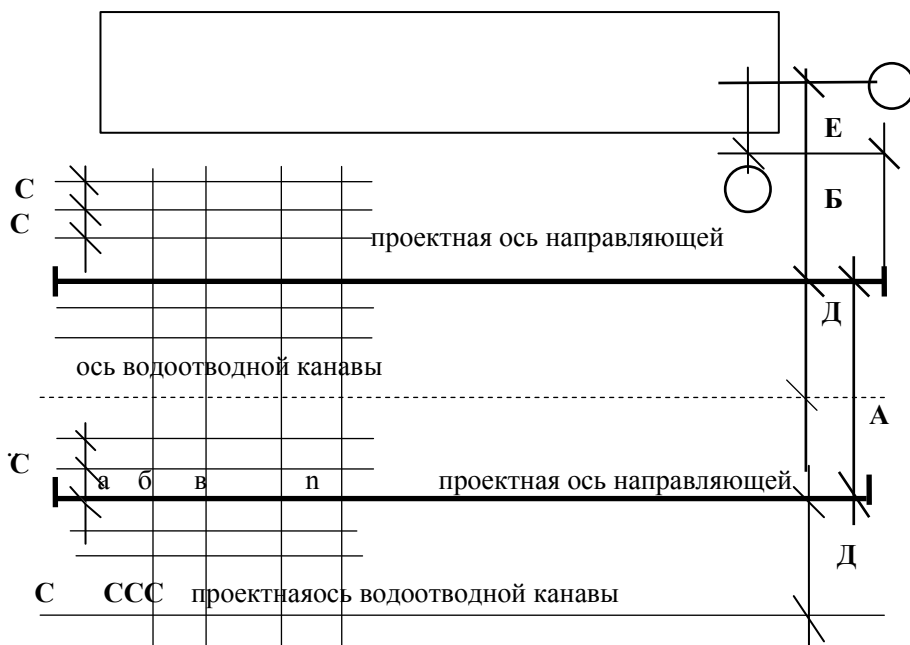 Е
С
Б
С
проектная ось направляющей
Д
ось водоотводной канавы
А
С
а б в n проектная ось направляющей
Д
С ССС проектнаяось водоотводной канавы